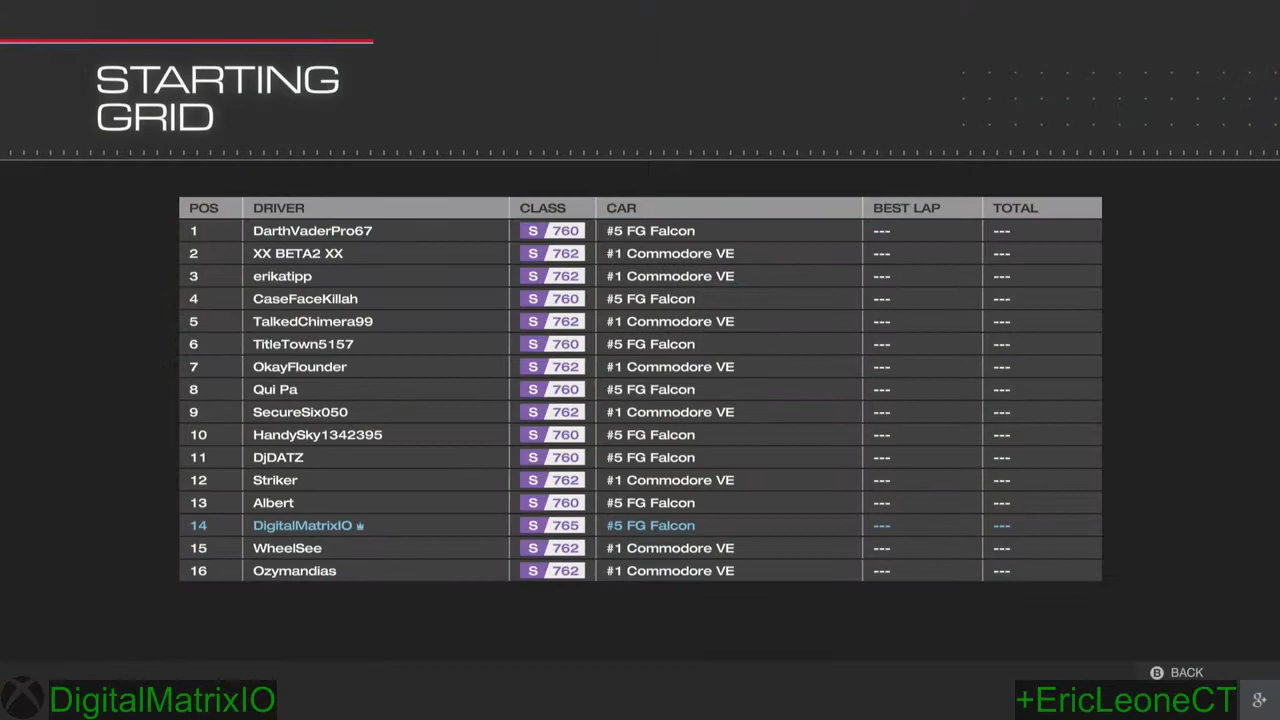 STARTING
GRID
POS DRIVER CLASS CAR BEST LAP TOTAL
1 DarthVaderPro67 S 760 #5 FG Falcon --- ---
2 XX BETA2 XX S 762 #1 Commodore VE --- ---
3 erikatipp S 762 #1 Commodore VE --- ---
4 CaseFaceKillah S 760 #5 FG Falcon --- ---
5 TalkedChimera99 S 762 #1 Commodore VE --- ---
6 TitleTown5157 S 760 #5 FG Falcon --- ---
7 OkayFlounder S 762 #1 Commodore VE --- ---
8 Qui Pa S 760 #5 FG Falcon --- ---
9 SecureSix050 S 762 #1 Commodore VE --- ---
10 HandySky1342395 S 760 #5 FG Falcon --- ---
11 DjDATZ S 760 #5 FG Falcon --- ---
12 Striker S 762 #1 Commodore VE --- ---
13 Albert S 760 #5 FG Falcon --- ---
14 DigitalMatrixIO S 765 #5 FG Falcon --- ---
15 WheelSee S 762 #1 Commodore VE --- ---
16 Ozymandias S 762 #1 Commodore VE --- ---
B BACK
DigitalMatrixIO +EricLeoneCT g+